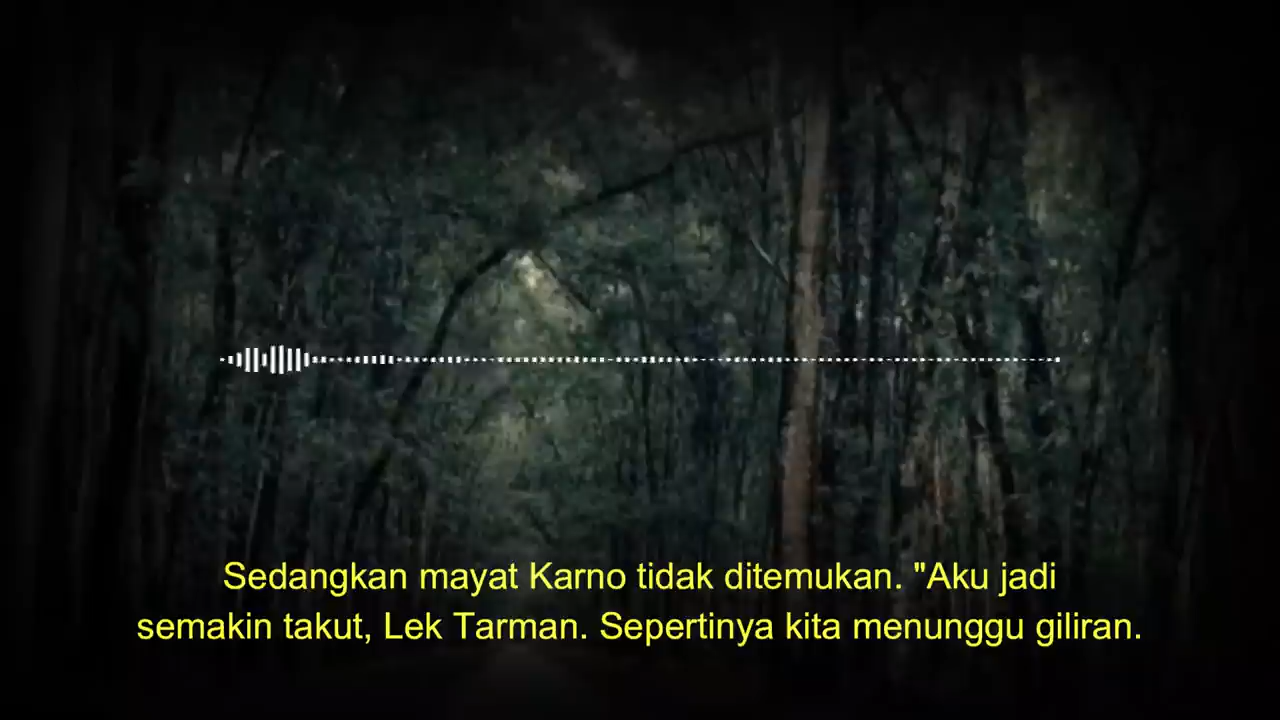 Sedangkan mayat Karno tidak ditemukan. "Aku jadi
semakin takut, Lek Tarman. Sepertinya kita menunggu giliran.